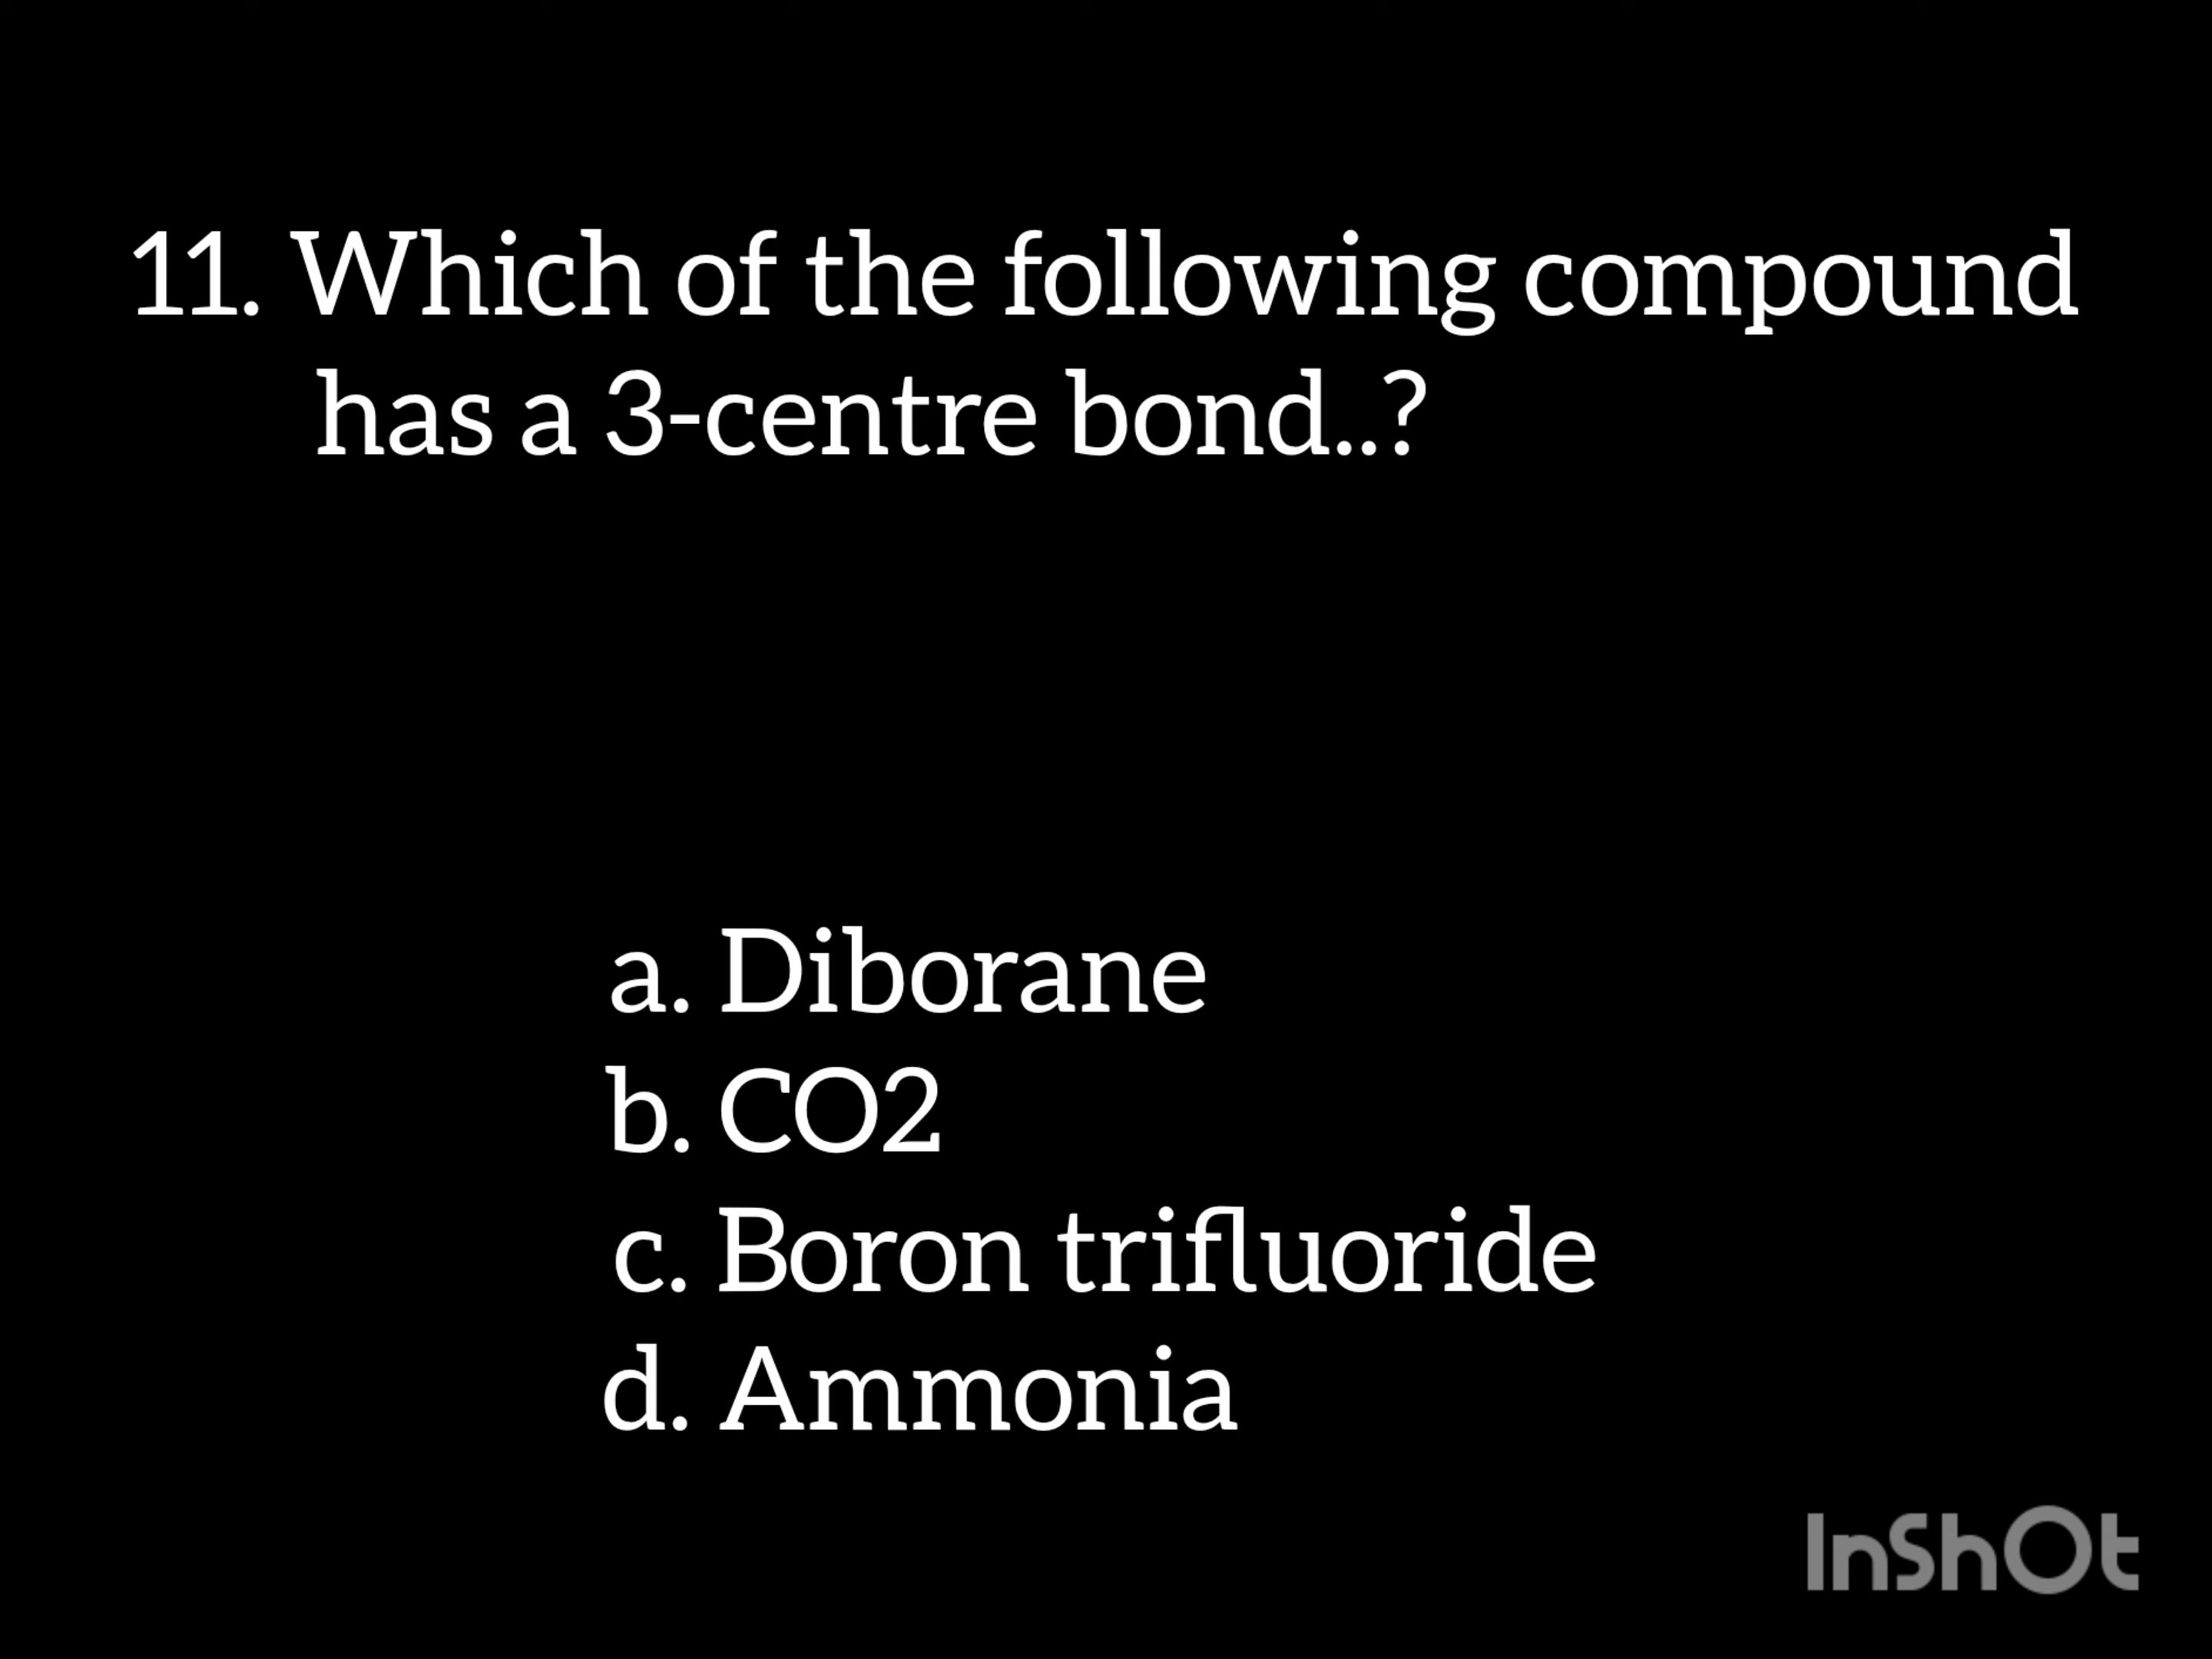 11. Which of the following compound
has a 3-centre bond..?
a. Diborane
b. CO2
c. Boron trifluoride
d. Ammonia
InShOt